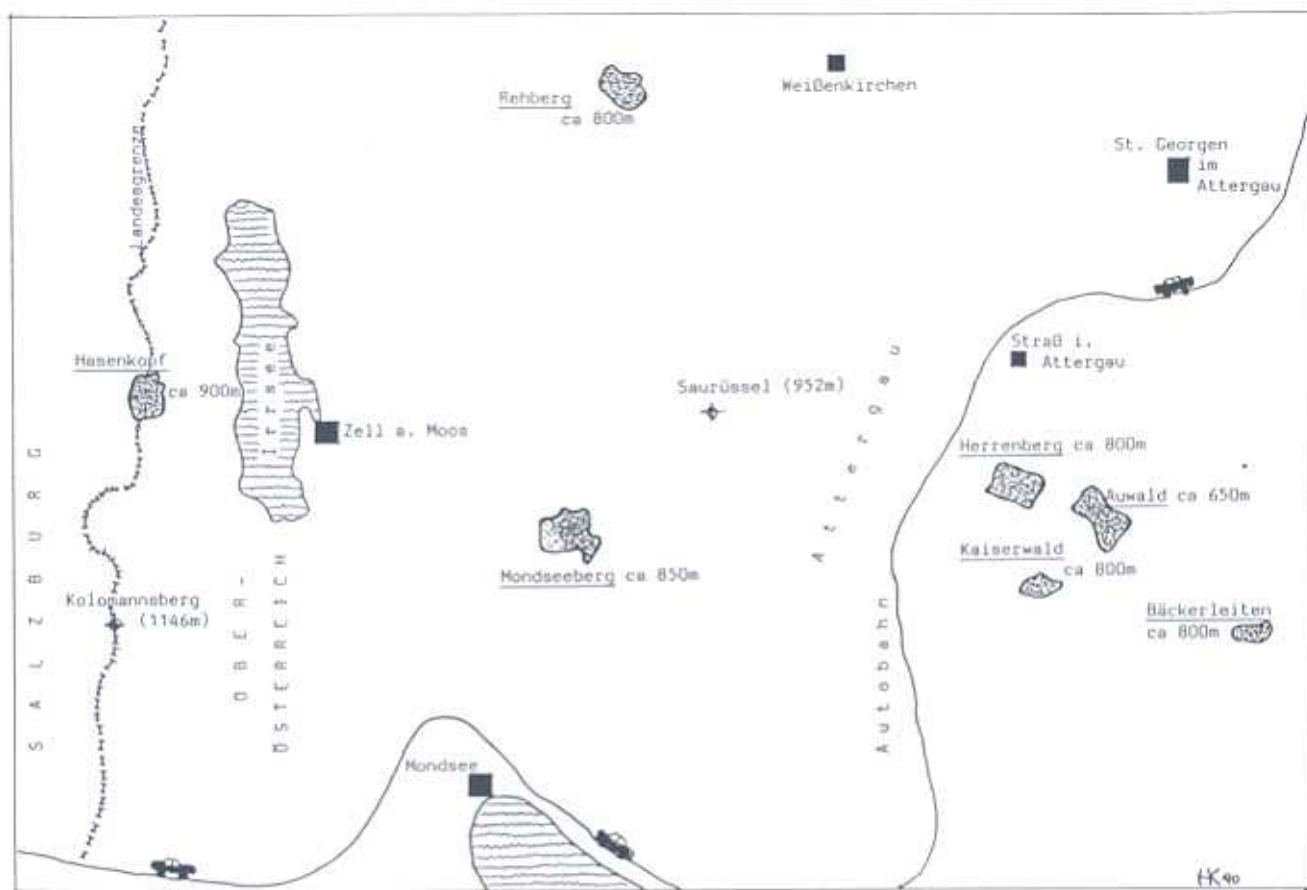 Weißenkirchen
Rehberg
ca 800m
St. Georgen
im
Attergau
Landesgrenze
Hasenkopf
ca 900m
Irrsee
Zell a. Moos
Saurüssel (952m)
Straß i.
Attergau
Attergau
Herrenberg ca 800m
Auwald ca 650m
Kaiserwald
ca 800m
Bäckerleiten
ca 800m
Mondseeberg ca 850m
Kolomannsberg
(1146m)
SALZBURG
OBER-
ÖSTERREICH
Autobahn
Mondsee
HK90